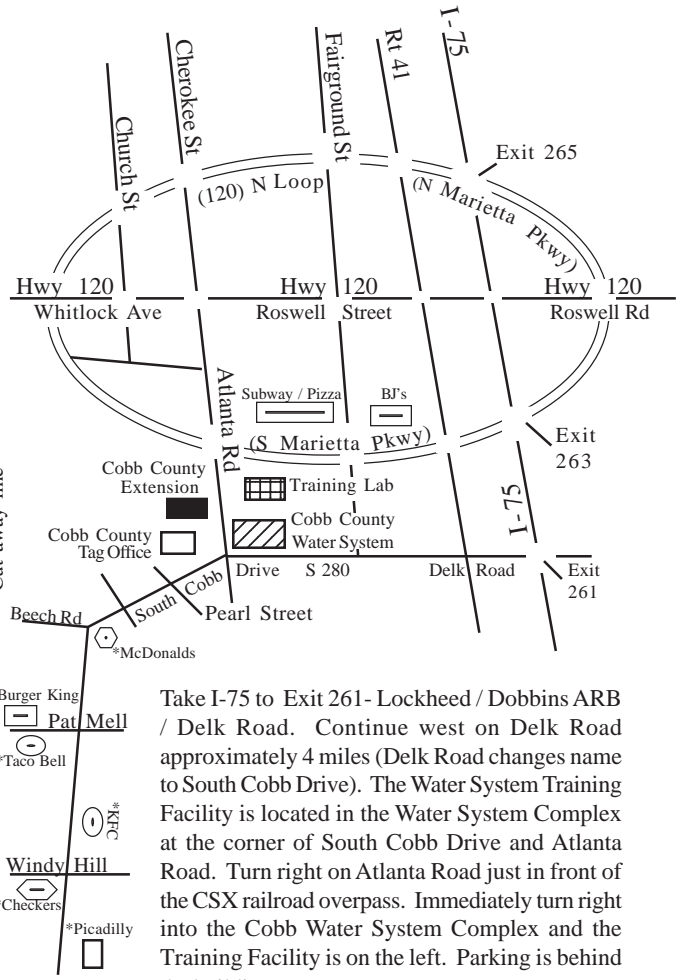 I-75
Rt 41
Fairground St
Cherokee St
Church St
Exit 265
(120) N Loop
(N Marietta Pkwy)
Hwy 120
Hwy 120
Hwy 120
Whitlock Ave
Roswell Street
Roswell Rd
Atlanta Rd
Subway / Pizza
BJ's
(S Marietta Pkwy)
Exit
263
Cobb County
Extension
Training Lab
I-75
Cobb County
Tag Office
Cobb County
Water System
Drive S 280
Delk Road
Exit
261
South Cobb
Pearl Street
Beech Rd
*McDonalds
Burger King
Pat Mell
*Taco Bell
*KFC
Windy Hill
*Checkers
*Picadilly
Take I-75 to Exit 261- Lockheed / Dobbins ARB
/ Delk Road. Continue west on Delk Road
approximately 4 miles (Delk Road changes name
to South Cobb Drive). The Water System Training
Facility is located in the Water System Complex
at the corner of South Cobb Drive and Atlanta
Road. Turn right on Atlanta Road just in front of
the CSX railroad overpass. Immediately turn right
into the Cobb Water System Complex and the
Training Facility is on the left. Parking is behind